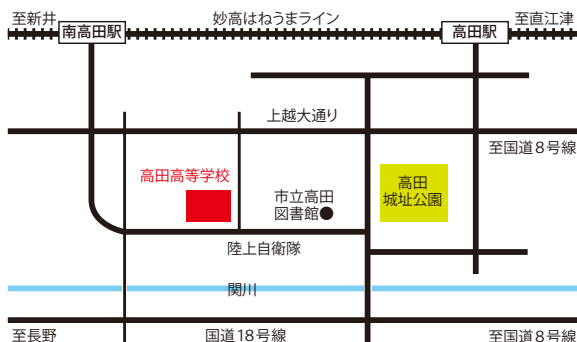 至新井
妙高はねうまライン
至直江津
南高田駅
高田駅
上越大通り
至国道8号線
高田高等学校
市立高田
図書館●
高田
城址公園
陸上自衛隊
関川
至長野
国道18号線
至国道8号線